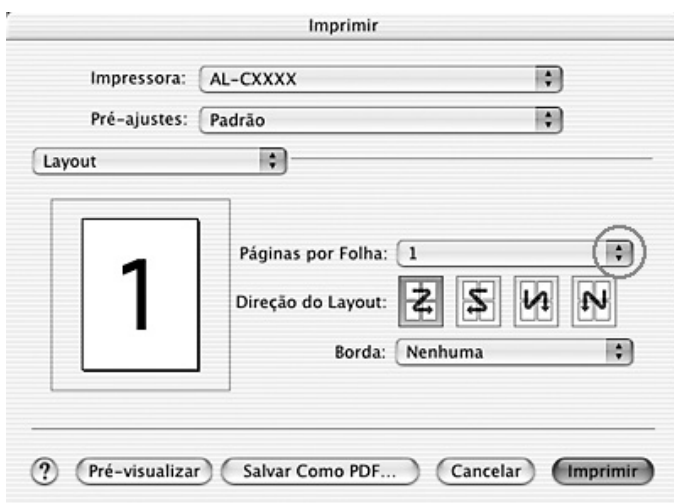 Imprimir
Impressora: AL-CXXXX
Pré-ajustes: Padrão
Layout
1
Páginas por Folha: 1
Direção do Layout:
Borda: Nenhuma
? Pré-visualizar Salvar Como PDF... Cancelar Imprimir